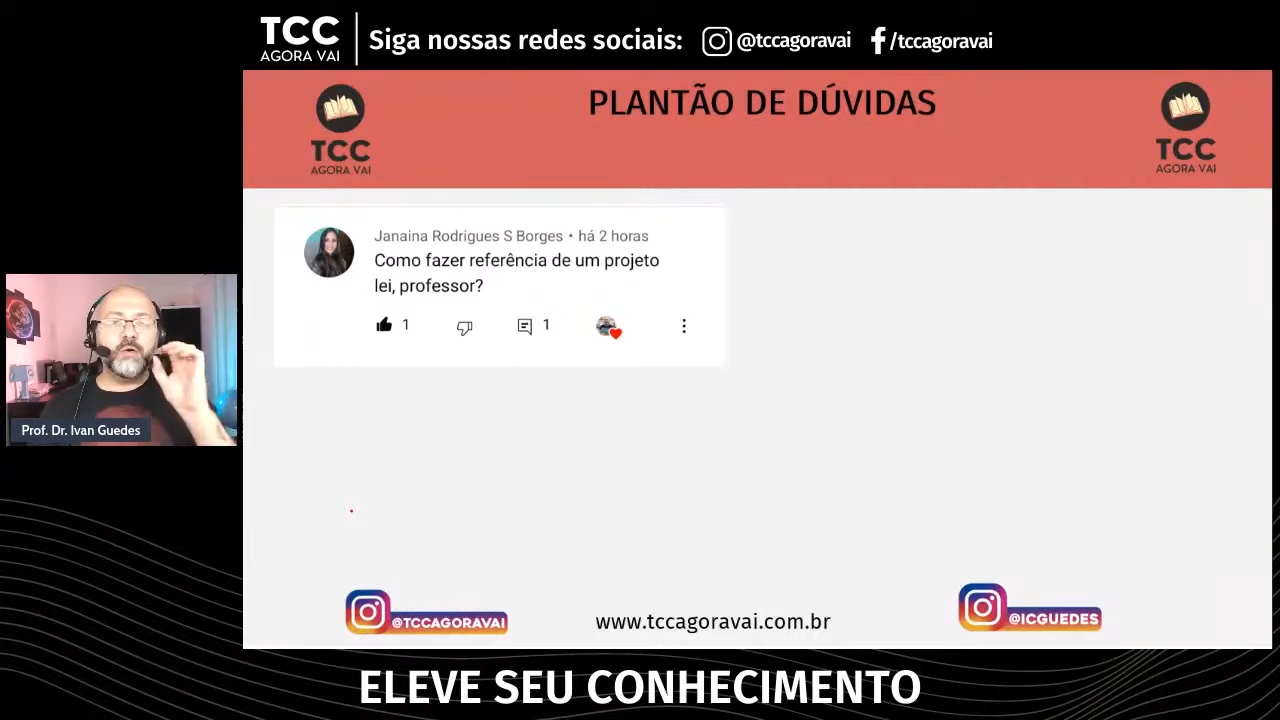 TCC
AGORA VAI
Siga nossas redes sociais:
@tccagoravai
/tccagoravai
PLANTÃO DE DÚVIDAS
TCC
AGORA VAI
TCC
AGORA VAI
Janaina Rodrigues S Borges • há 2 horas
Como fazer referência de um projeto
lei, professor?
1
1
Prof. Dr. Ivan Guedes
@TCCAGORAVAI
www.tccagoravai.com.br
@ICGUEDES
ELEVE SEU CONHECIMENTO